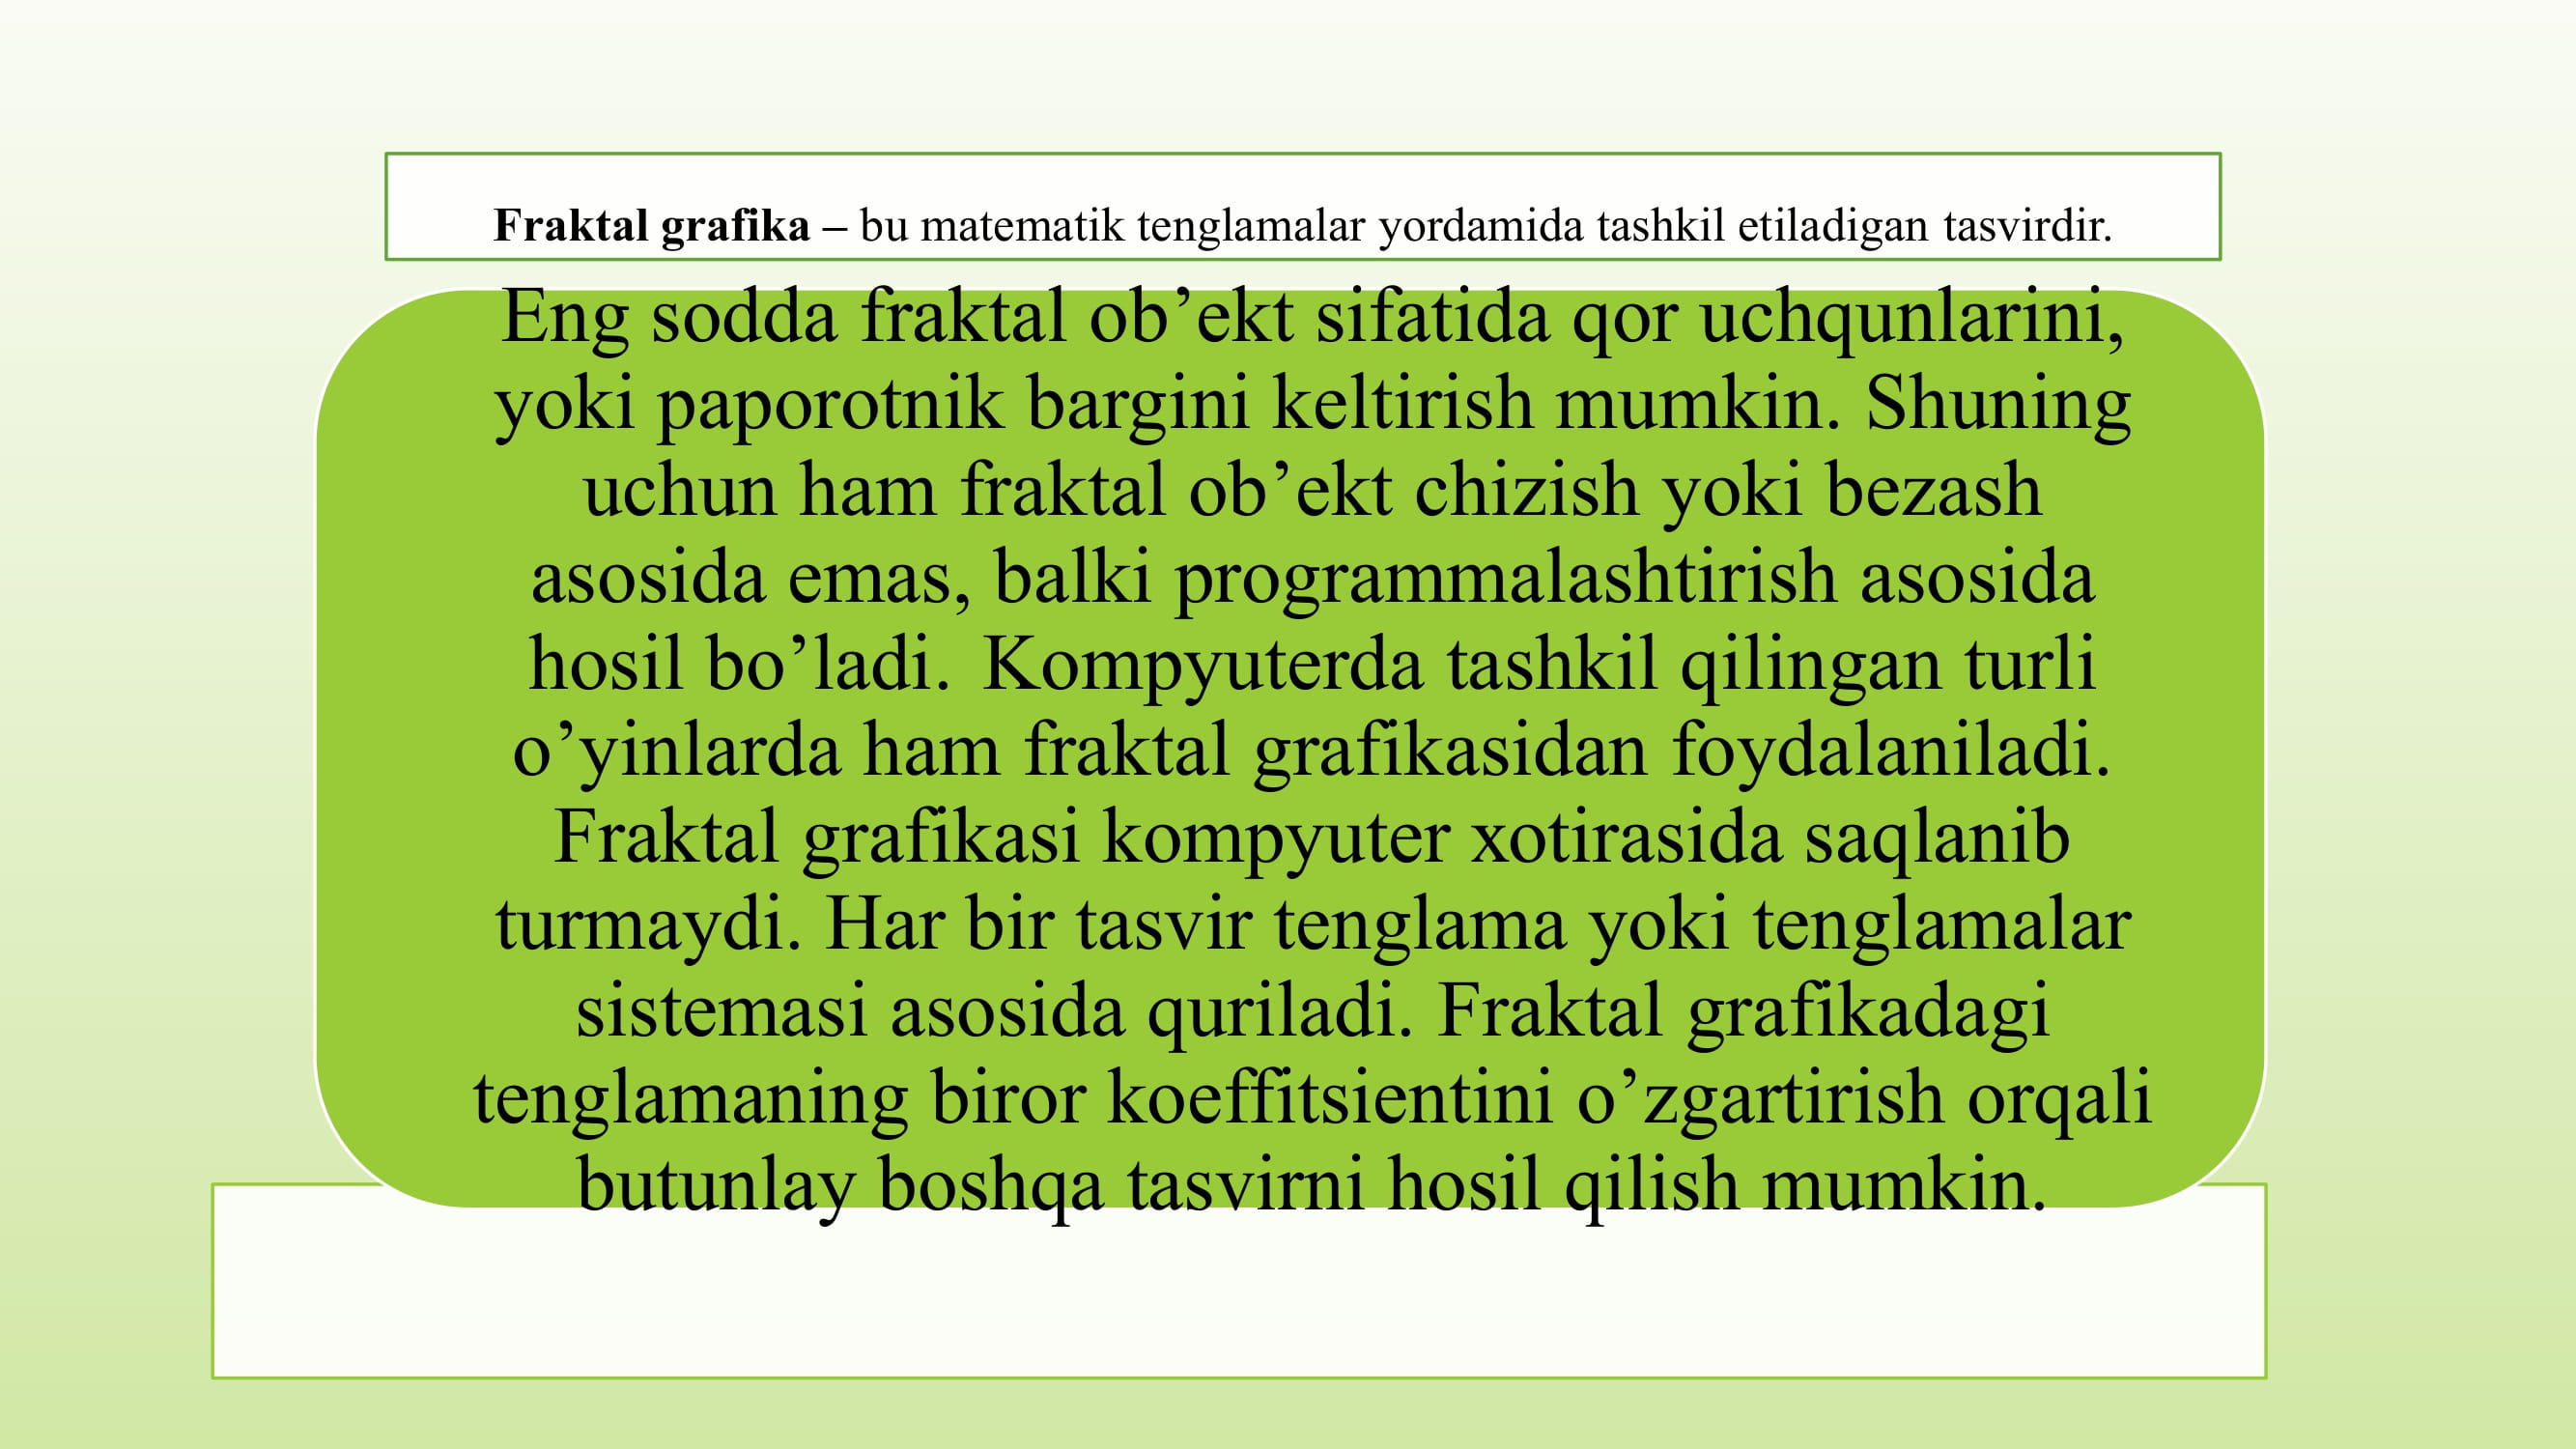 Fraktal grafika – bu matematik tenglamalar yordamida tashkil etiladigan tasvirdir.
Eng sodda fraktal ob’ekt sifatida qor uchqunlarini,
yoki paporotnik bargini keltirish mumkin. Shuning
uchun ham fraktal ob’ekt chizish yoki bezash
asosida emas, balki programmalashtirish asosida
hosil bo’ladi. Kompyuterda tashkil qilingan turli
o’yinlarda ham fraktal grafikasidan foydalaniladi.
Fraktal grafikasi kompyuter xotirasida saqlanib
turmaydi. Har bir tasvir tenglama yoki tenglamalar
sistemasi asosida quriladi. Fraktal grafikadagi
tenglamaning biror koeffitsientini o’zgartirish orqali
butunlay boshqa tasvirni hosil qilish mumkin.